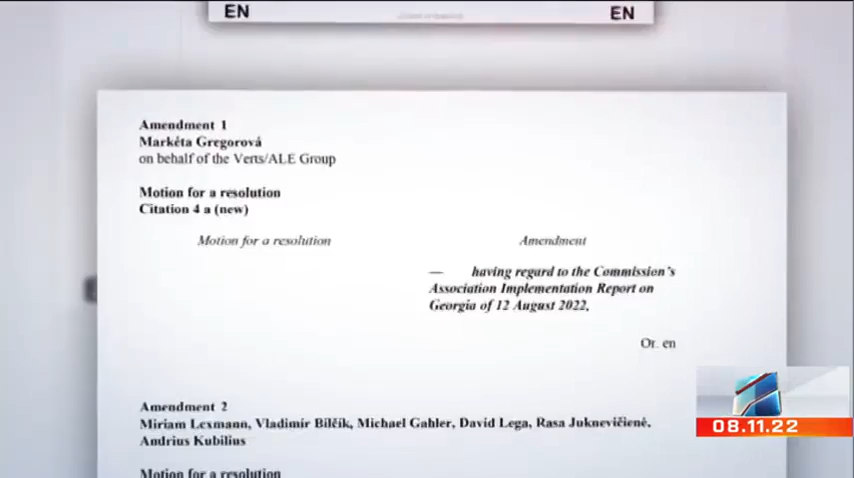 EN EN
Amendment 1
Markéta Gregorová
on behalf of the Verts/ALE Group
Motion for a resolution
Citation 4 a (new)
Motion for a resolution Amendment
— having regard to the Commission's
Association Implementation Report on
Georgia of 12 August 2022,
Or. en
Amendment 2
Miriam Lexmann, Vladimír Bilčík, Michael Gahler, David Lega, Rasa Juknevičienė,
Andrius Kubilius
Motion for a resolution
08.11.22